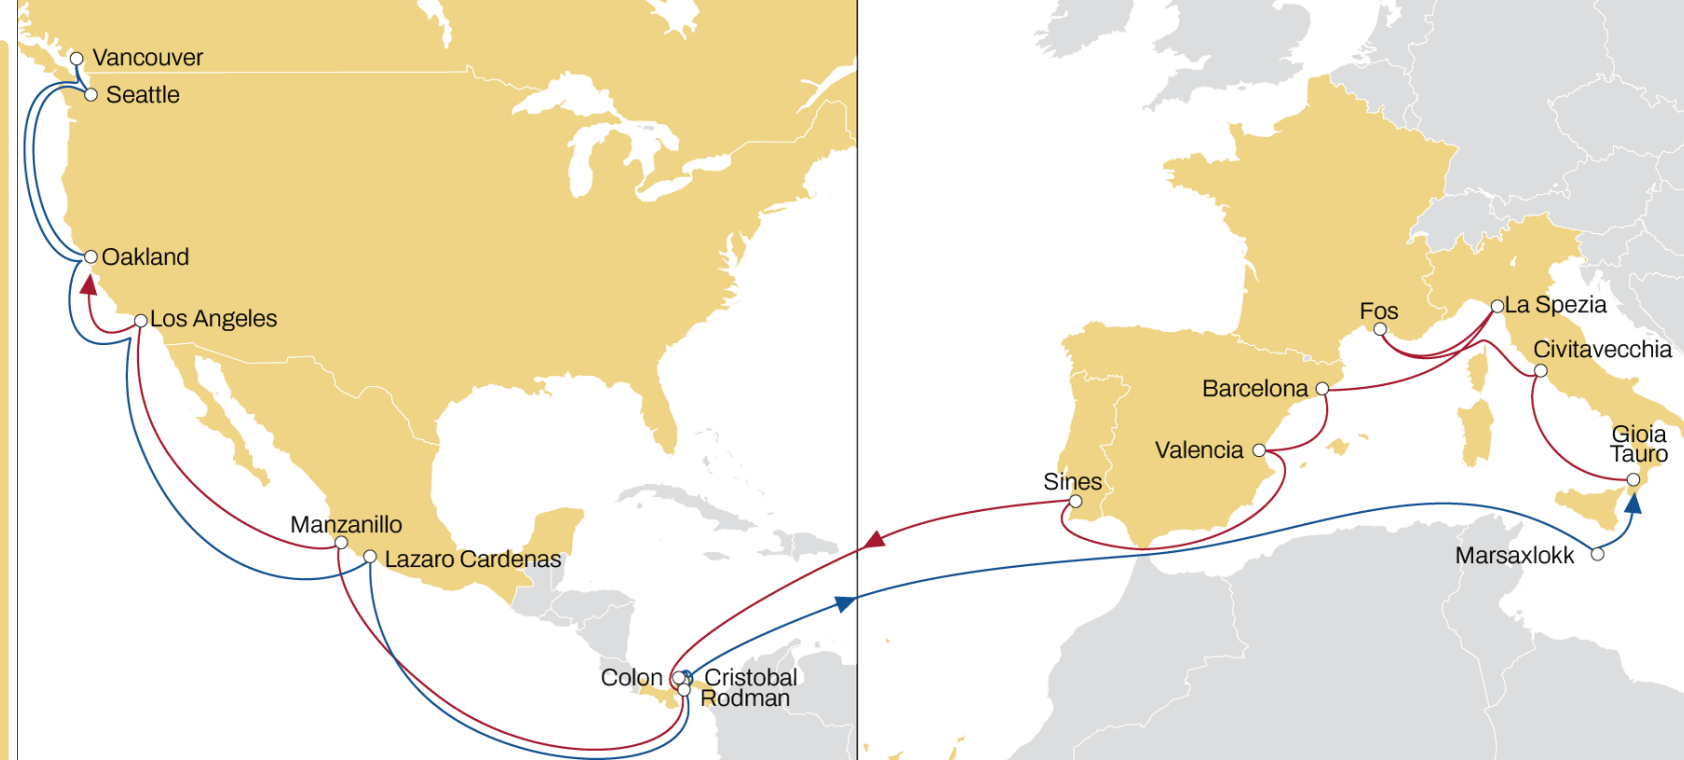 Vancouver
Seattle
Oakland
Los Angeles
Manzanillo
Lazaro Cardenas
Colon
Cristobal
Rodman
Fos
La Spezia
Civitavecchia
Barcelona
Gioia
Tauro
Valencia
Sines
Marsaxlokk